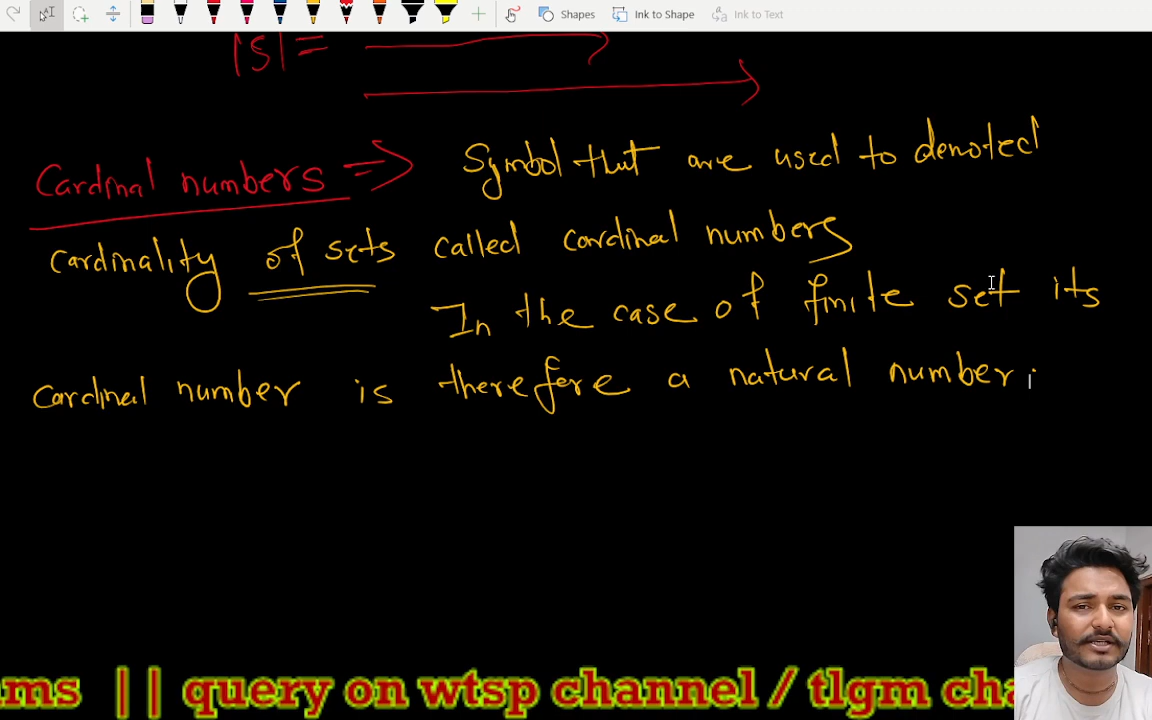 Shapes Ink to Shape Ink to Text
|S| =
Cardinal numbers => Symbol that are used to denoted
cardinality of sets called cardinal numbers
In the case of finite set its
cardinal number is therefere a natural number i
ms || query on wtsp channel / tlgm cha